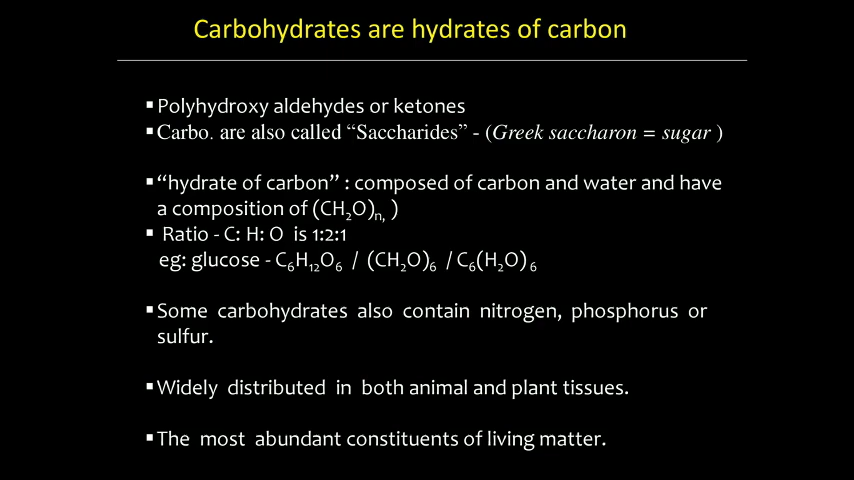 Carbohydrates are hydrates of carbon
▪Polyhydroxy aldehydes or ketones
▪Carbo. are also called “Saccharides” - (Greek saccharon = sugar )
▪“hydrate of carbon” : composed of carbon and water and have
a composition of (CH₂O)ₙ, )
▪ Ratio - C: H: O is 1:2:1
eg: glucose - C₆H₁₂O₆ / (CH₂O)₆ / C₆(H₂O) ₆
▪Some carbohydrates also contain nitrogen, phosphorus or
sulfur.
▪Widely distributed in both animal and plant tissues.
▪The most abundant constituents of living matter.